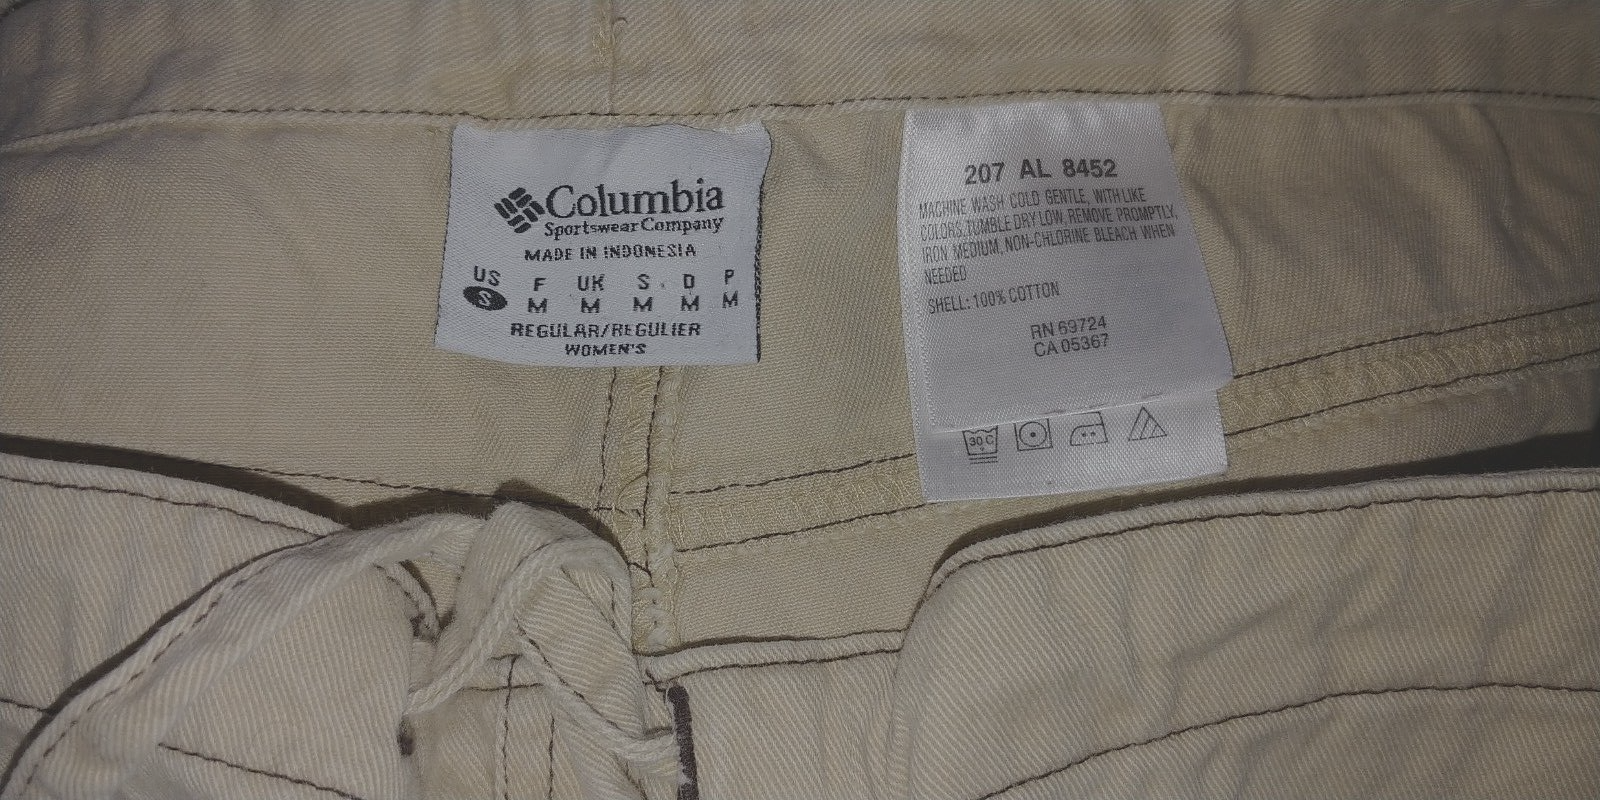 Columbia
Sportswear Company
MADE IN INDONESIA
US F UK S D P
S M M M M M
REGULAR/REGULIER
WOMEN'S
207 AL 8452
MACHINE WASH COLD GENTLE, WITH LIKE
COLORS,TUMBLE DRY LOW, REMOVE PROMPTLY,
IRON MEDIUM, NON-CHLORINE BLEACH WHEN
NEEDED
SHELL: 100% COTTON
RN 69724
CA 05367
30 C